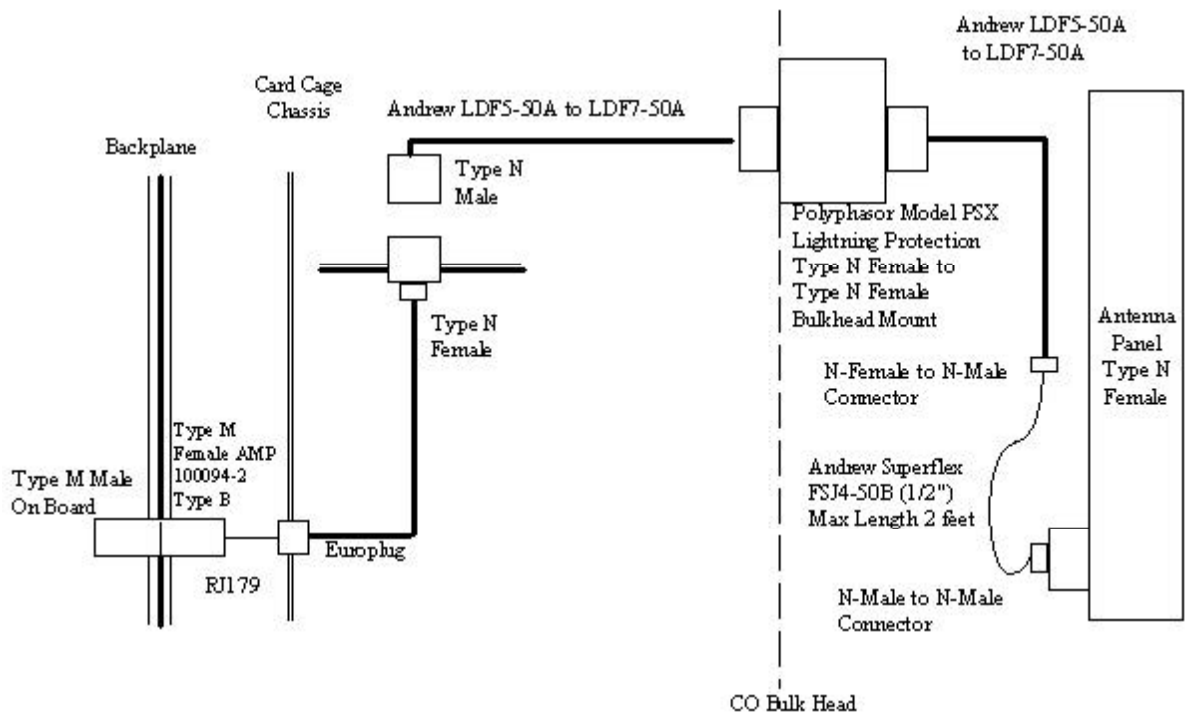 Andrew LDF5-50A
to LDF7-50A
Card Cage
Chassis
Andrew LDF5-50A to LDF7-50A
Backplane
Type N
Male
Polyphasor Model PSX
Lightning Protection
Type N Female to
Type N Female
Bulkhead Mount
Type N
Female
Antenna
Panel
Type N
Female
N-Female to N-Male
Connector
Type M
Female AMP
100094-2
Type B
Type M Male
On Board
Andrew Superflex
FSJ4-50B (1/2")
Max Length 2 feet
Europlug
RJ179
N-Male to N-Male
Connector
CO Bulk Head